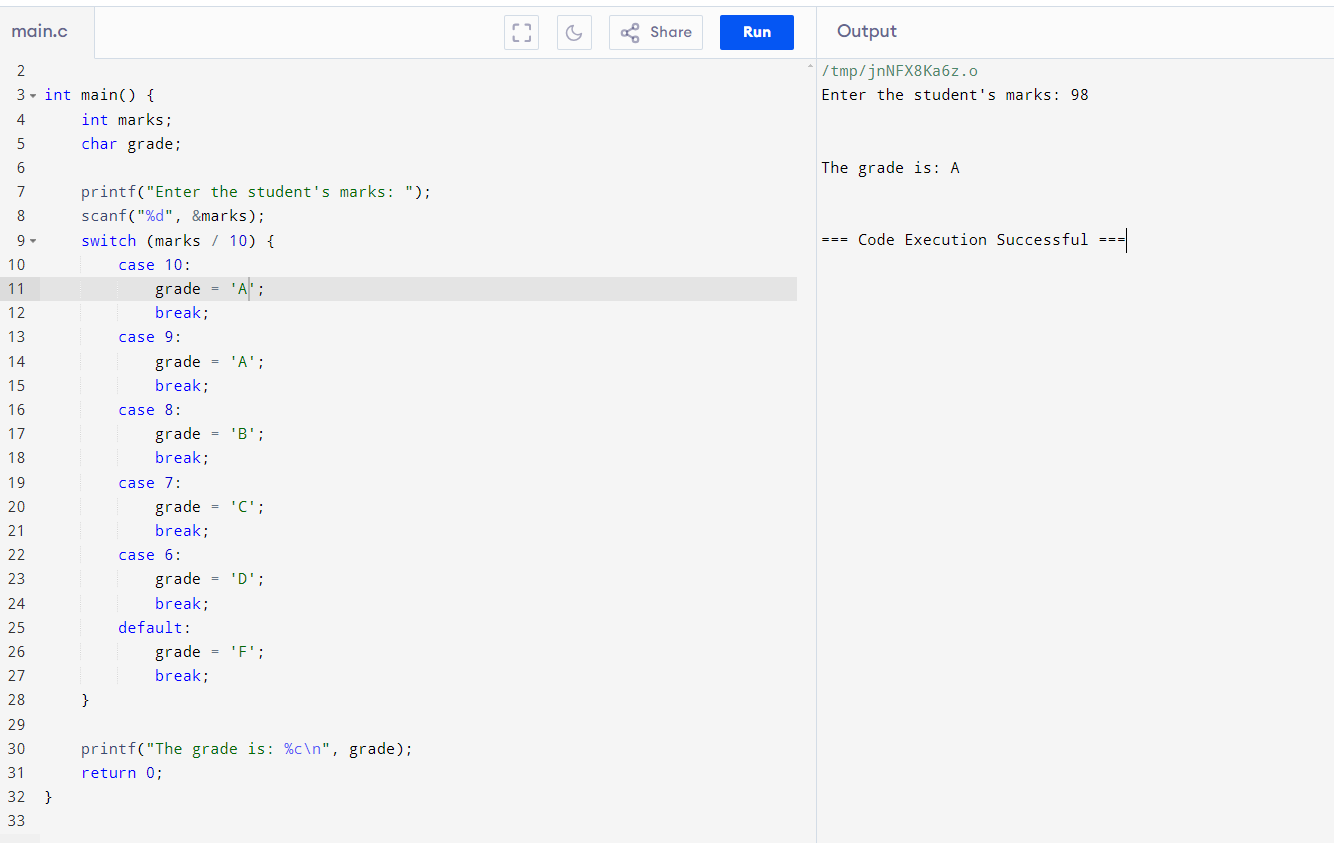 main.c
Share
Run
Output
2
3 int main() {
4     int marks;
5     char grade;
6
7     printf("Enter the student's marks: ");
8     scanf("%d", &marks);
9     switch (marks / 10) {
10         case 10:
11             grade = 'A';
12             break;
13         case 9:
14             grade = 'A';
15             break;
16         case 8:
17             grade = 'B';
18             break;
19         case 7:
20             grade = 'C';
21             break;
22         case 6:
23             grade = 'D';
24             break;
25         default:
26             grade = 'F';
27             break;
28     }
29
30     printf("The grade is: %c\n", grade);
31     return 0;
32 }
33
/tmp/jnNFX8Ka6z.o
Enter the student's marks: 98
The grade is: A
=== Code Execution Successful ===